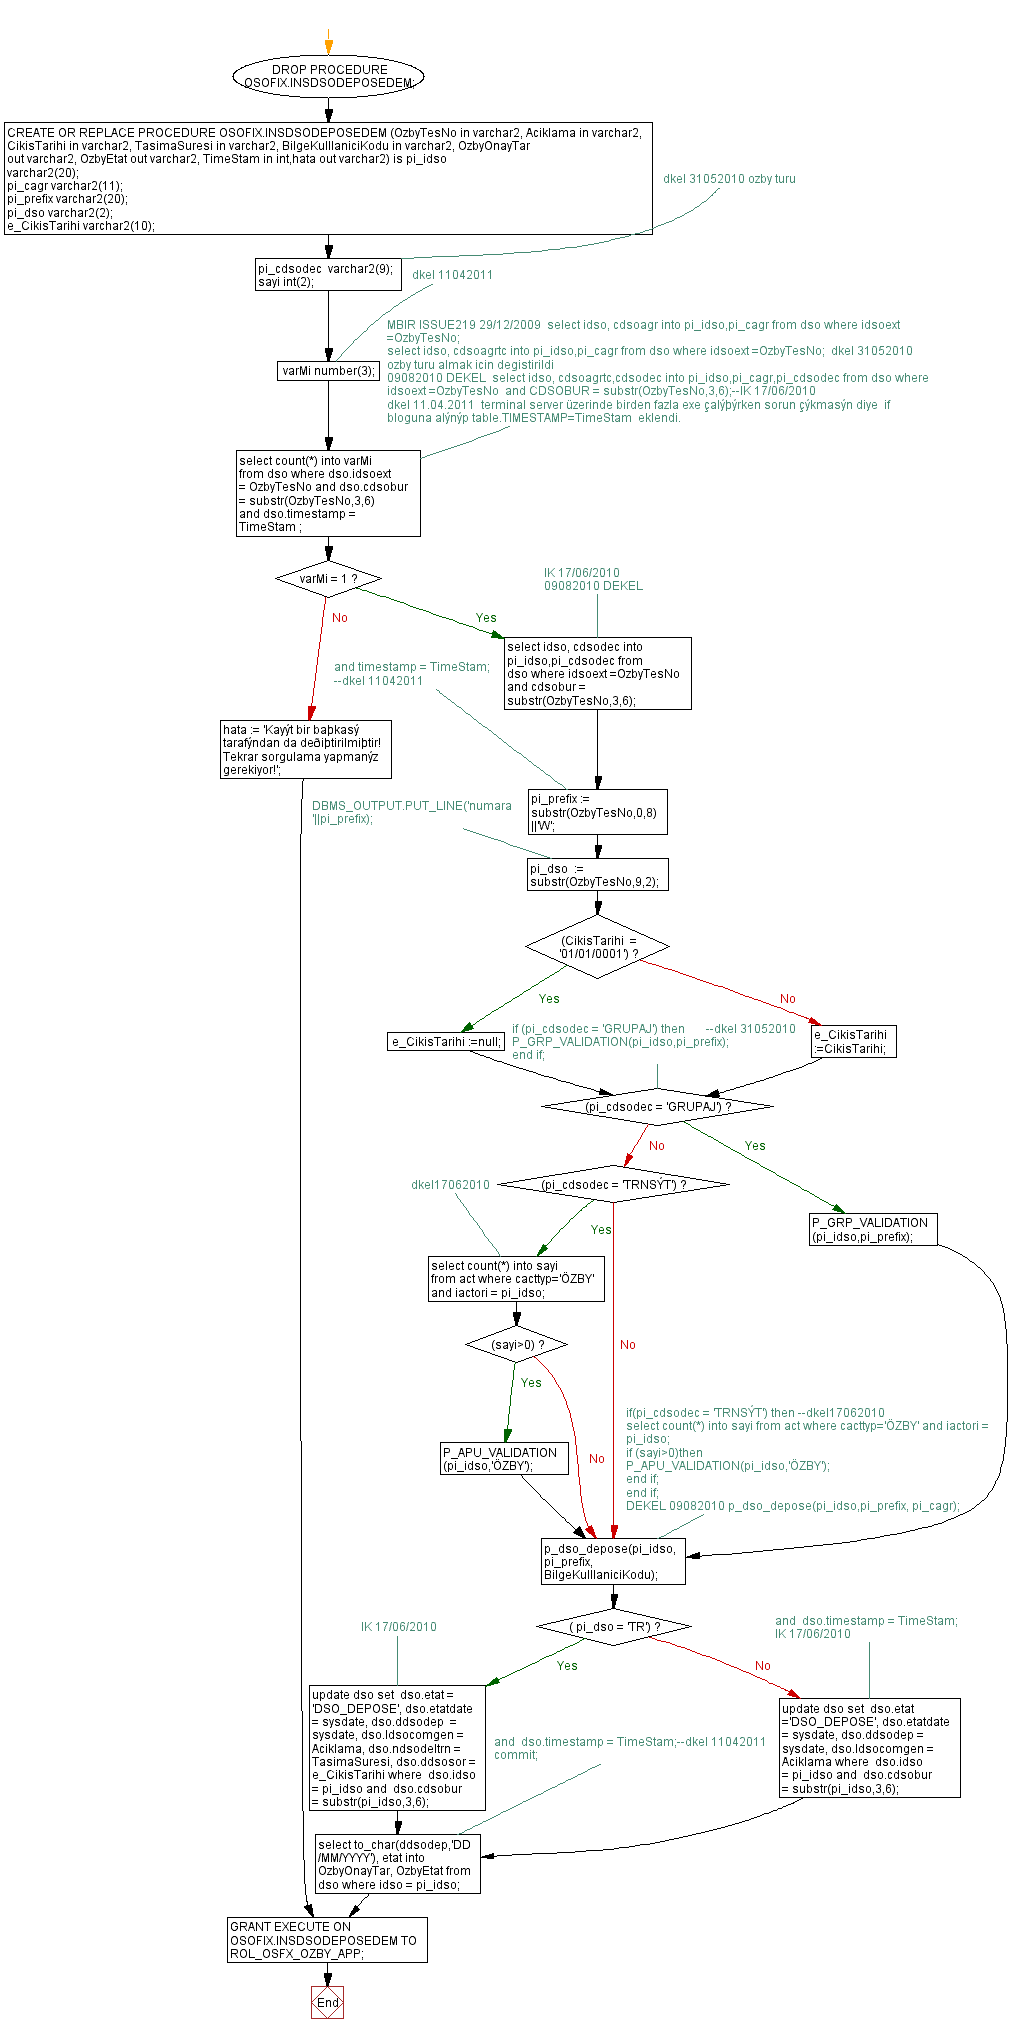 DROP PROCEDURE
OSOFIX.INSDSODEPOSEDEM;
CREATE OR REPLACE PROCEDURE OSOFIX.INSDSODEPOSEDEM (OzbyTesNo in varchar2, Aciklama in varchar2,
CikisTarihi in varchar2, TasimaSuresi in varchar2, BilgeKulllaniciKodu in varchar2, OzbyOnayTar
out varchar2, OzbyEtat out varchar2, TimeStam in int,hata out varchar2) is pi_idso
varchar2(20);
pi_cagr varchar2(11);
pi_prefix varchar2(20);
pi_dso varchar2(2);
e_CikisTarihi varchar2(10);
dkel 31052010 ozby turu
pi_cdsodec  varchar2(9);
sayi int(2);
dkel 11042011
varMi number(3);
MBIR ISSUE219 29/12/2009  select idso, cdsoagr into pi_idso,pi_cagr from dso where idsoext
=OzbyTesNo;
select idso, cdsoagrtc into pi_idso,pi_cagr from dso where idsoext =OzbyTesNo;  dkel 31052010
ozby turu almak icin degistirildi
09082010 DEKEL  select idso, cdsoagrtc,cdsodec into pi_idso,pi_cagr,pi_cdsodec from dso where
idsoext =OzbyTesNo  and CDSOBUR = substr(OzbyTesNo,3,6);--IK 17/06/2010
dkel 11.04.2011  terminal server üzerinde birden fazla exe çalýþýrken sorun çýkmasýn diye  if
bloguna alýnýp table.TIMESTAMP=TimeStam  eklendi.
select count(*) into varMi
from dso where dso.idsoext
= OzbyTesNo and dso.cdsobur
= substr(OzbyTesNo,3,6)
and dso.timestamp =
TimeStam ;
varMi = 1 ?
No
Yes
IK 17/06/2010
09082010 DEKEL
select idso, cdsodec into
pi_idso,pi_cdsodec from
dso where idsoext =OzbyTesNo
and cdsobur =
substr(OzbyTesNo,3,6);
and timestamp = TimeStam;
--dkel 11042011
hata := 'Kayýt bir baþkasý
tarafýndan da deðiþtirilmiþtir!
Tekrar sorgulama yapmanýz
gerekiyor!';
pi_prefix :=
substr(OzbyTesNo,0,8)
||'W';
DBMS_OUTPUT.PUT_LINE('numara
'||pi_prefix);
pi_dso  :=
substr(OzbyTesNo,9,2);
(CikisTarihi  =
'01/01/0001') ?
Yes
No
e_CikisTarihi :=null;
if (pi_cdsodec = 'GRUPAJ') then      --dkel 31052010
P_GRP_VALIDATION(pi_idso,pi_prefix);
end if;
e_CikisTarihi
:=CikisTarihi;
(pi_cdsodec = 'GRUPAJ') ?
No
Yes
dkel17062010
(pi_cdsodec = 'TRNSÝT') ?
P_GRP_VALIDATION
(pi_idso,pi_prefix);
Yes
select count(*) into sayi
from act where cacttyp='ÖZBY'
and iactori = pi_idso;
(sayi>0) ?
No
Yes
if(pi_cdsodec = 'TRNSÝT') then --dkel17062010
select count(*) into sayi from act where cacttyp='ÖZBY' and iactori =
pi_idso;
if (sayi>0)then
P_APU_VALIDATION(pi_idso,'ÖZBY');
end if;
end if;
DEKEL 09082010 p_dso_depose(pi_idso,pi_prefix, pi_cagr);
P_APU_VALIDATION
(pi_idso,'ÖZBY');
No
p_dso_depose(pi_idso,
pi_prefix,
BilgeKulllaniciKodu);
( pi_dso = 'TR') ?
IK 17/06/2010
and  dso.timestamp = TimeStam;
IK 17/06/2010
Yes
No
update dso set  dso.etat =
'DSO_DEPOSE', dso.etatdate
= sysdate, dso.ddsodep  =
sysdate, dso.ldsocomgen =
Aciklama, dso.ndsodeltrn =
TasimaSuresi, dso.ddsosor =
e_CikisTarihi where  dso.idso
= pi_idso and  dso.cdsobur
= substr(pi_idso,3,6);
update dso set  dso.etat
='DSO_DEPOSE', dso.etatdate
= sysdate, dso.ddsodep =
sysdate, dso.ldsocomgen =
Aciklama where  dso.idso
= pi_idso and  dso.cdsobur
= substr(pi_idso,3,6);
and  dso.timestamp = TimeStam;--dkel 11042011
commit;
select to_char(ddsodep,'DD
/MM/YYYY'), etat into
OzbyOnayTar, OzbyEtat from
dso where idso = pi_idso;
GRANT EXECUTE ON
OSOFIX.INSDSODEPOSEDEM TO
ROL_OSFX_OZBY_APP;
End